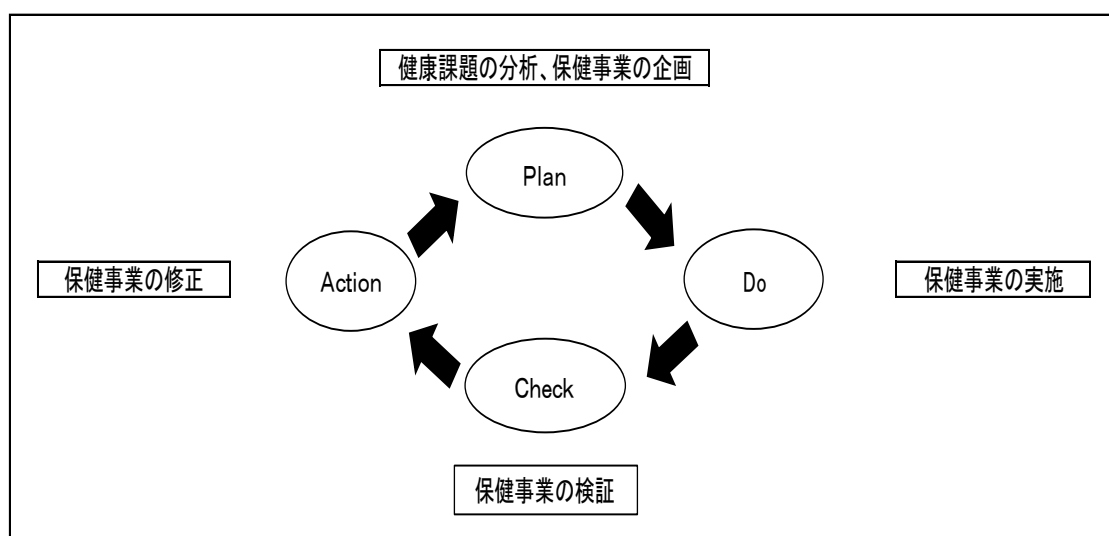 健康課題の分析、保健事業の企画
Plan
保健事業の修正
Action
Do
保健事業の実施
Check
保健事業の検証